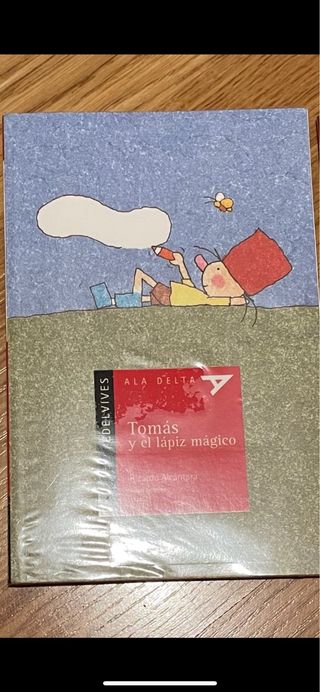 EDELVIVES
ALA DELTA
Tomás
y el lápiz mágico
Ricardo Alcántara